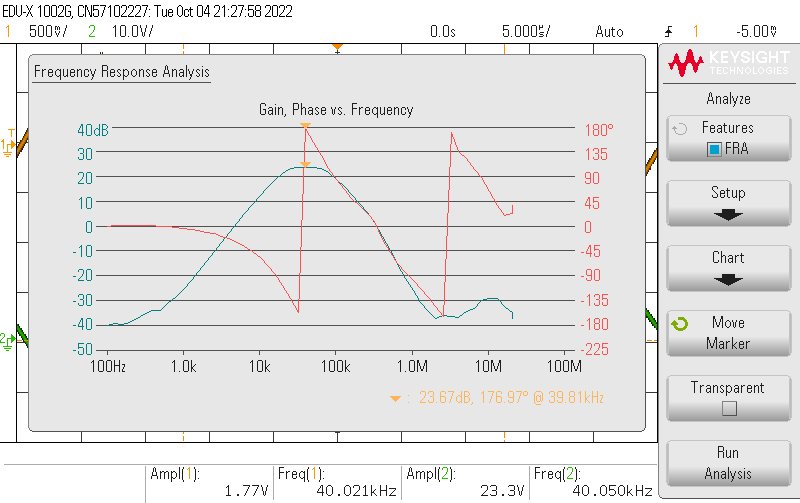 EDU-X 1002G, CN57102227: Tue Oct 04 21:27:58 2022
1 500mV/ 2 10.0V/ 0.0s 5.000us/ Auto 1 -5.00V
KEYSIGHT
TECHNOLOGIES
Frequency Response Analysis
Analyze
Gain, Phase vs. Frequency
Features
FRA
Setup
Chart
Move
Marker
Transparent
Run
Analysis
40dB 180°
30 135
20 90
10 45
0 0
-10 -45
-20 -90
-30 -135
-40 -180
-50 -225
100Hz 1.0k 10k 100k 1.0M 10M 100M
: 23.67dB, 176.97° @ 39.81kHz
T
1
2
Ampl(1): Freq(1): Ampl(2): Freq(2):
1.77V 40.021kHz 23.3V 40.050kHz